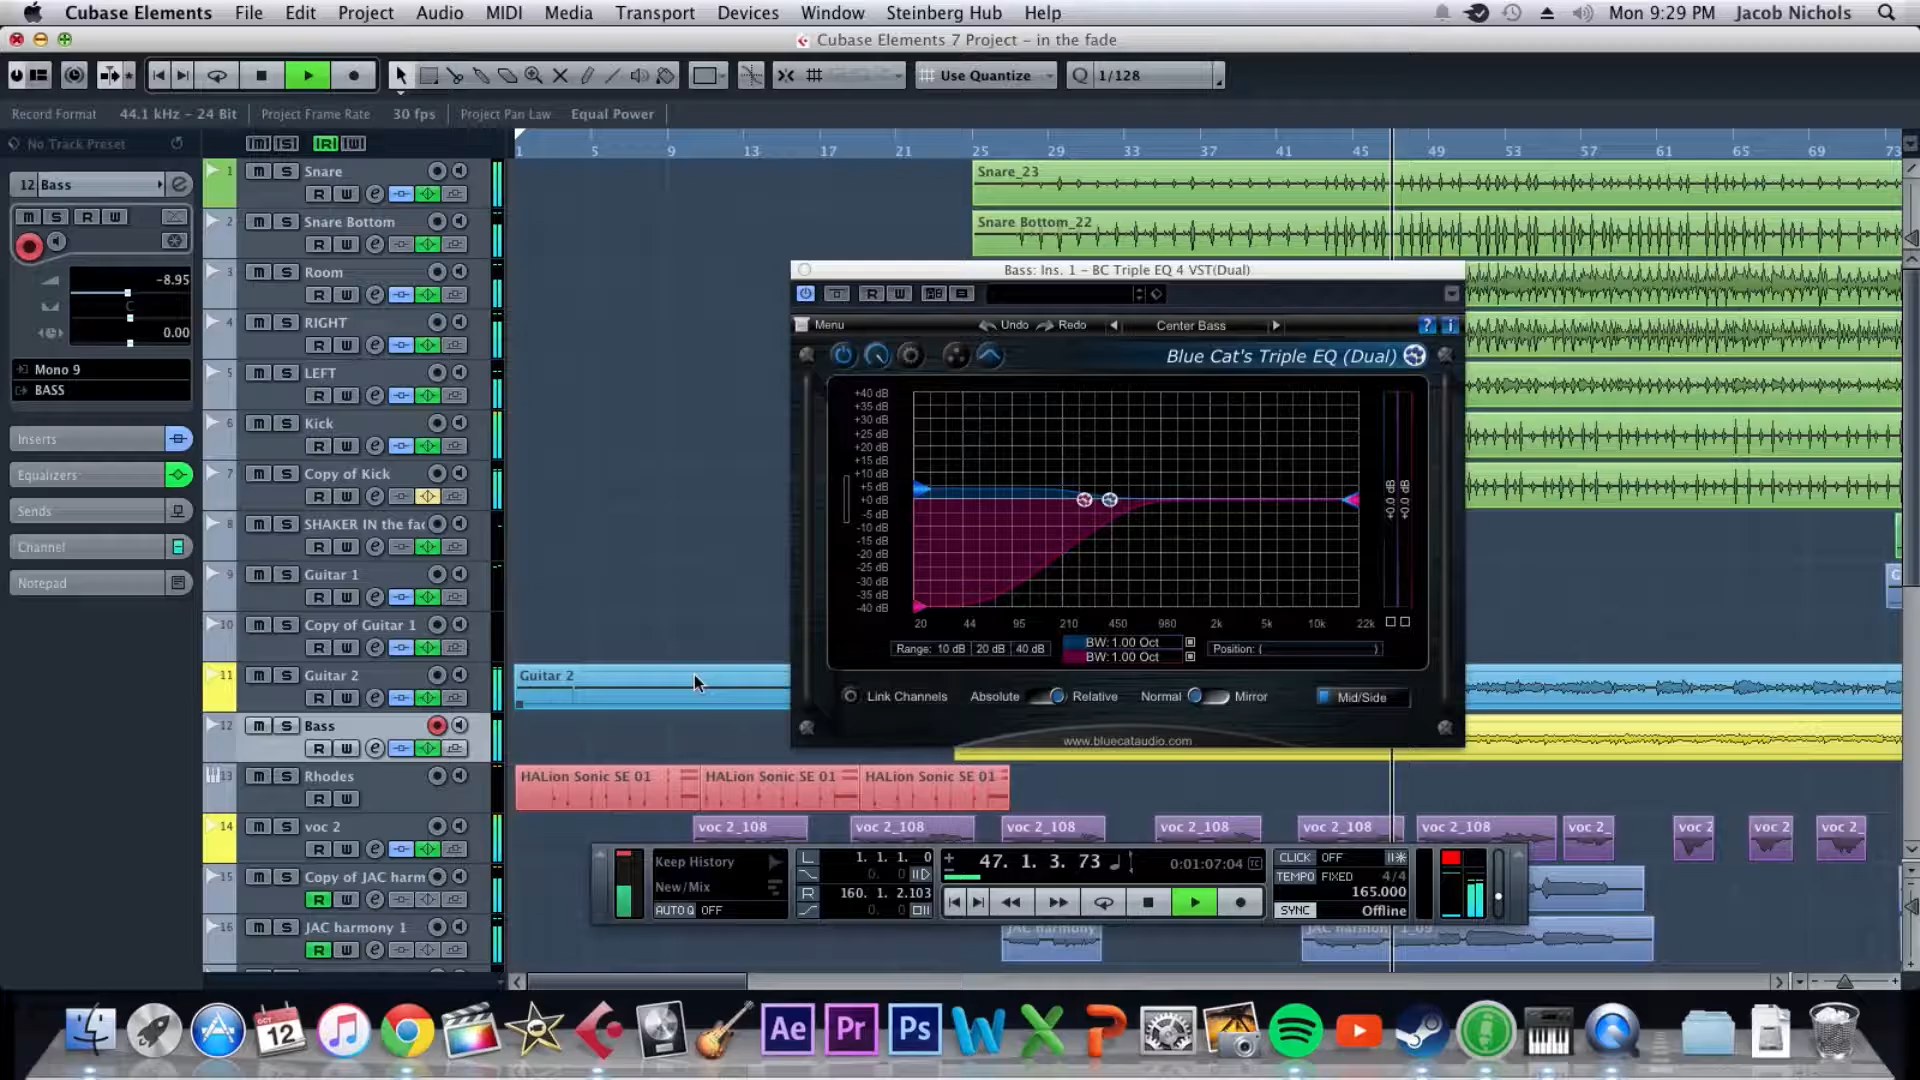 Cubase Elements File Edit Project Audio MIDI Media Transport Devices Window Steinberg Hub Help Mon 9:29 PM Jacob Nichols
Cubase Elements 7 Project - in the fade
Use Quantize Q 1/128
Record Format 44.1 kHz - 24 Bit Project Frame Rate 30 fps Project Pan Law Equal Power
No Track Preset
m S R W
1 5 9 13 17 21 25 29 33 37 41 45 49 53 57 61 65 69 73
12 Bass
m S R W
-8.95
C
0.00
Mono 9
BASS
Inserts
Equalizers
Sends
Channel
Notepad
1 m S Snare
R W e
2 m S Snare Bottom
R W e
3 m S Room
R W e
4 m S RIGHT
R W e
5 m S LEFT
R W e
6 m S Kick
R W e
7 m S Copy of Kick
R W e
8 m S SHAKER IN the fac
R W e
9 m S Guitar 1
R W e
10 m S Copy of Guitar 1
R W e
11 m S Guitar 2
R W e
12 m S Bass
R W e
13 Rhodes
R W
14 m S voc 2
R W e
15 m S Copy of JAC harm
R W e
16 m S JAC harmony 1
R W e
Snare_23
Snare Bottom_22
Guitar 2
HALion Sonic SE 01 HALion Sonic SE 01 HALion Sonic SE 01
voc 2_108 voc 2_108 voc 2_108 voc 2_108 voc 2_108 voc 2_108 voc 2_ voc 2 voc 2 voc 2_
JAC harmony
Bass: Ins. 1 - BC Triple EQ 4 VST(Dual)
R W
Menu Undo Redo Center Bass ? i
Blue Cat's Triple EQ (Dual)
+40 dB
+35 dB
+30 dB
+25 dB
+20 dB
+15 dB
+10 dB
+5 dB
+0 dB
-5 dB
-10 dB
-15 dB
-20 dB
-25 dB
-30 dB
-35 dB
-40 dB
+0.0 dB
+0.0 dB
20 44 95 210 450 980 2k 5k 10k 22k
Range: 10 dB 20 dB 40 dB BW: 1.00 Oct Position: ( )
BW: 1.00 Oct
Link Channels Absolute Relative Normal Mirror Mid/Side
www.bluecataudio.com
Keep History
New/Mix
AUTO Q OFF
L 1. 1. 1. 0
0. 0
R 160. 1. 2.103
0. 0
47. 1. 3. 73 0:01:07:04
CLICK OFF
TEMPO FIXED 4/4
165.000
SYNC Offline
OCT
12
Ae Pr Ps